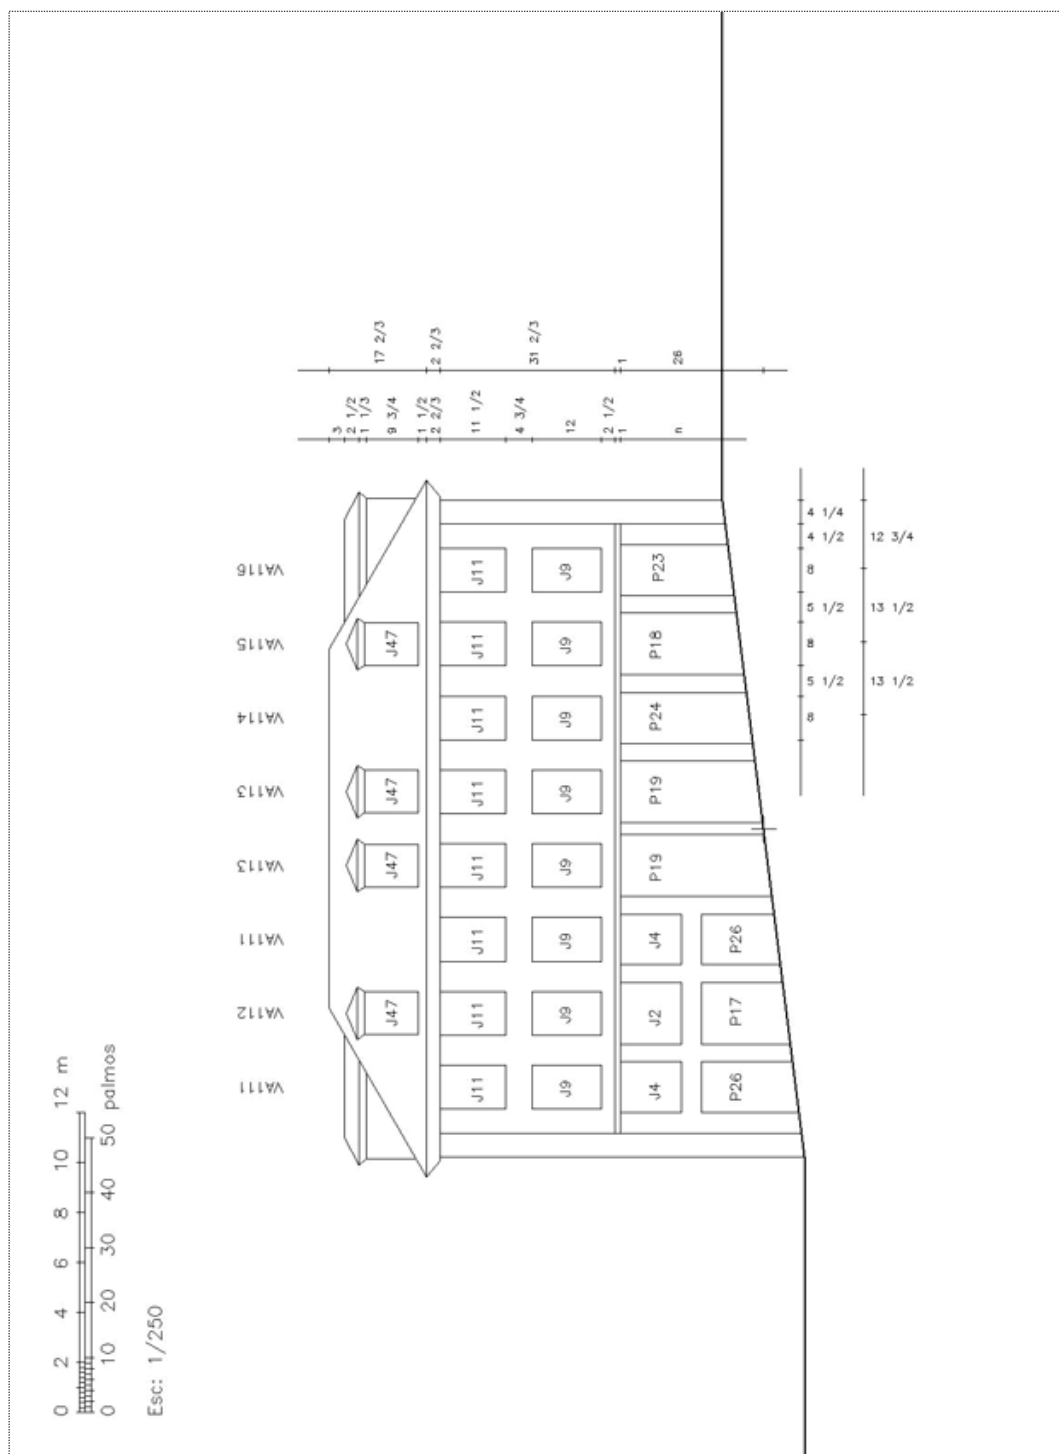 0 2 4 6 8 10 12 m
0 10 20 30 40 50 palmos
Esc: 1/250
VA111 VA112 VA111 VA113 VA113 VA114 VA115 VA116
J47 J47 J47 J47
J11 J11 J11 J11 J11 J11 J11 J11
J9 J9 J9 J9 J9 J9 J9 J9
J4 J2 J4 P19 P19 P24 P18 P23
P26 P17 P26
3
2 1/2
1 1/3
9 3/4
1 1/2
2 2/3
11 1/2
4 3/4
12
2 1/2
1
n
17 2/3
2 2/3
31 2/3
1
26
4 1/4
4 1/2
8
5 1/2
8
5 1/2
8
12 3/4
13 1/2
13 1/2